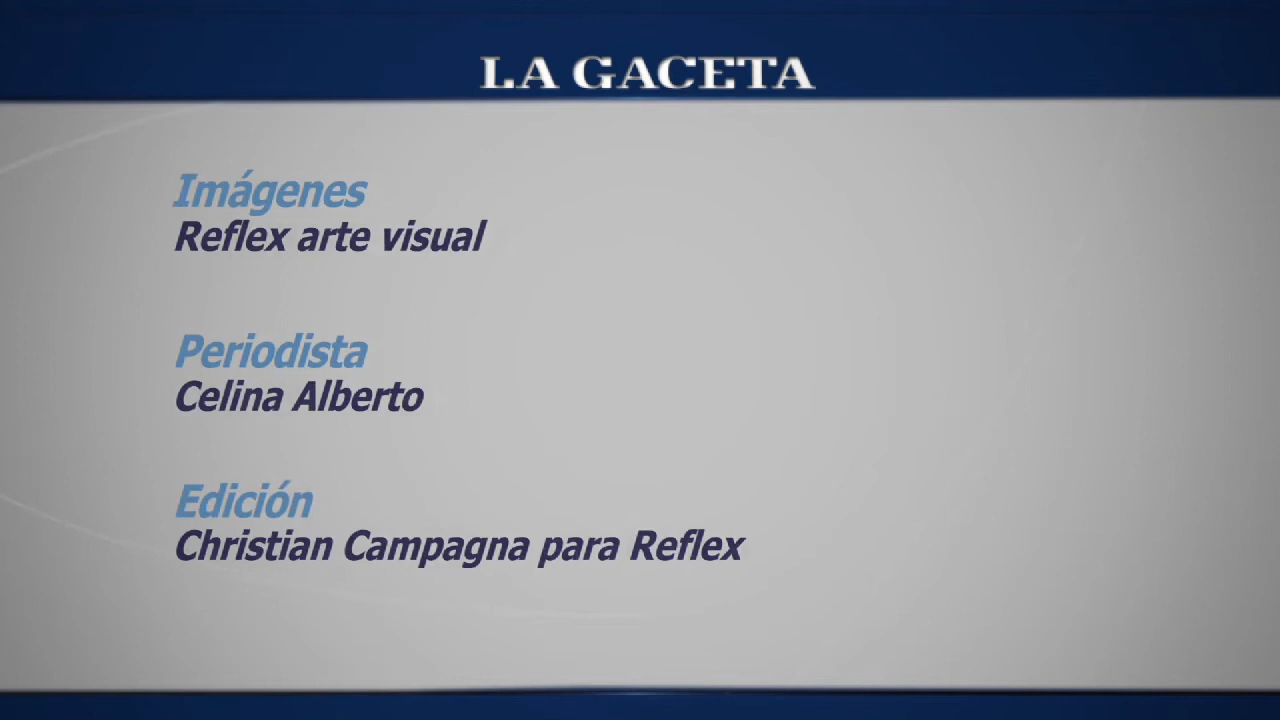 LA GACETA
Imágenes
Reflex arte visual
Periodista
Celina Alberto
Edición
Christian Campagna para Reflex